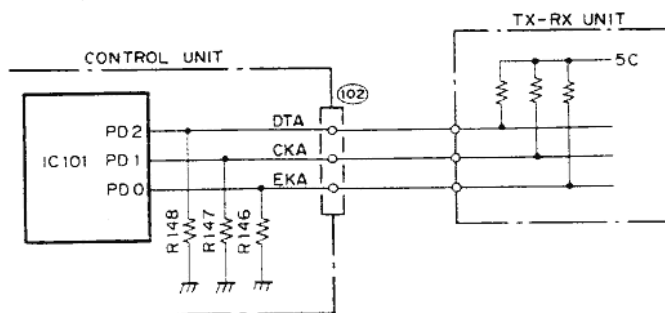 TX-RX UNIT
5C
CONTROL UNIT
102
DTA
PD2
CKA
IC101
PD1
EKA
PD0
R148
R147
R146